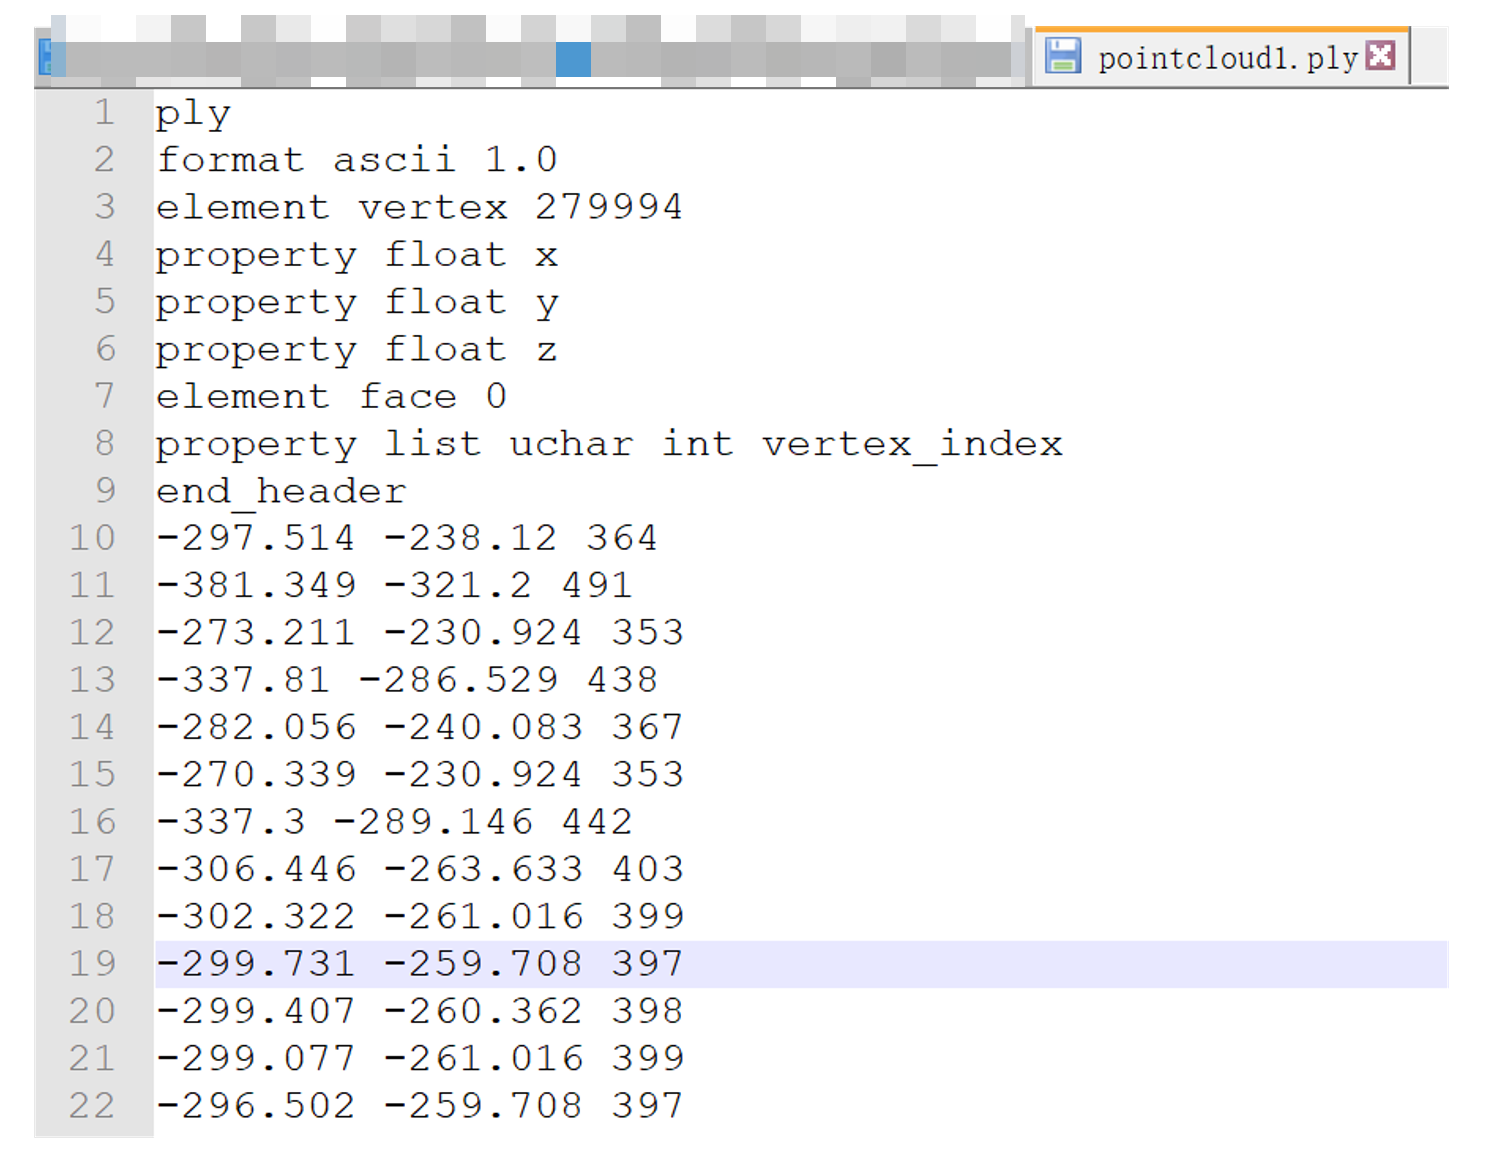 pointcloud1.ply
1 ply
2 format ascii 1.0
3 element vertex 279994
4 property float x
5 property float y
6 property float z
7 element face 0
8 property list uchar int vertex_index
9 end_header
10 -297.514 -238.12 364
11 -381.349 -321.2 491
12 -273.211 -230.924 353
13 -337.81 -286.529 438
14 -282.056 -240.083 367
15 -270.339 -230.924 353
16 -337.3 -289.146 442
17 -306.446 -263.633 403
18 -302.322 -261.016 399
19 -299.731 -259.708 397
20 -299.407 -260.362 398
21 -299.077 -261.016 399
22 -296.502 -259.708 397